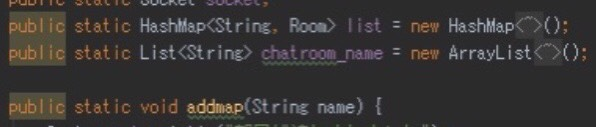 public static Socket socket;
public static HashMap<String, Room> list = new HashMap<~>();
public static List<String> chatroom_name = new ArrayList<~>();
public static void addmap(String name) {